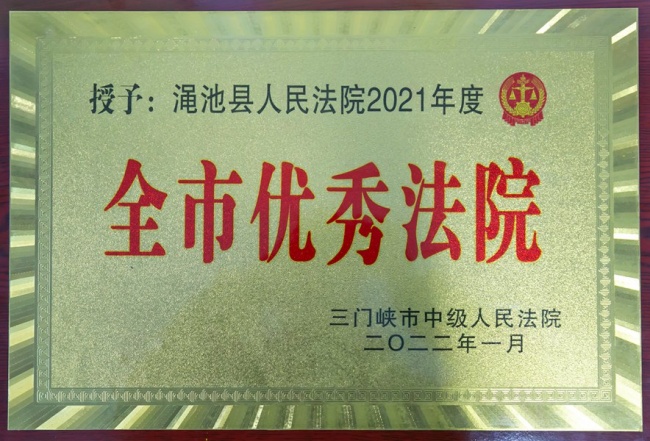 授予：渑池县人民法院2021年度
全市优秀法院
三门峡市中级人民法院
二〇二二年一月